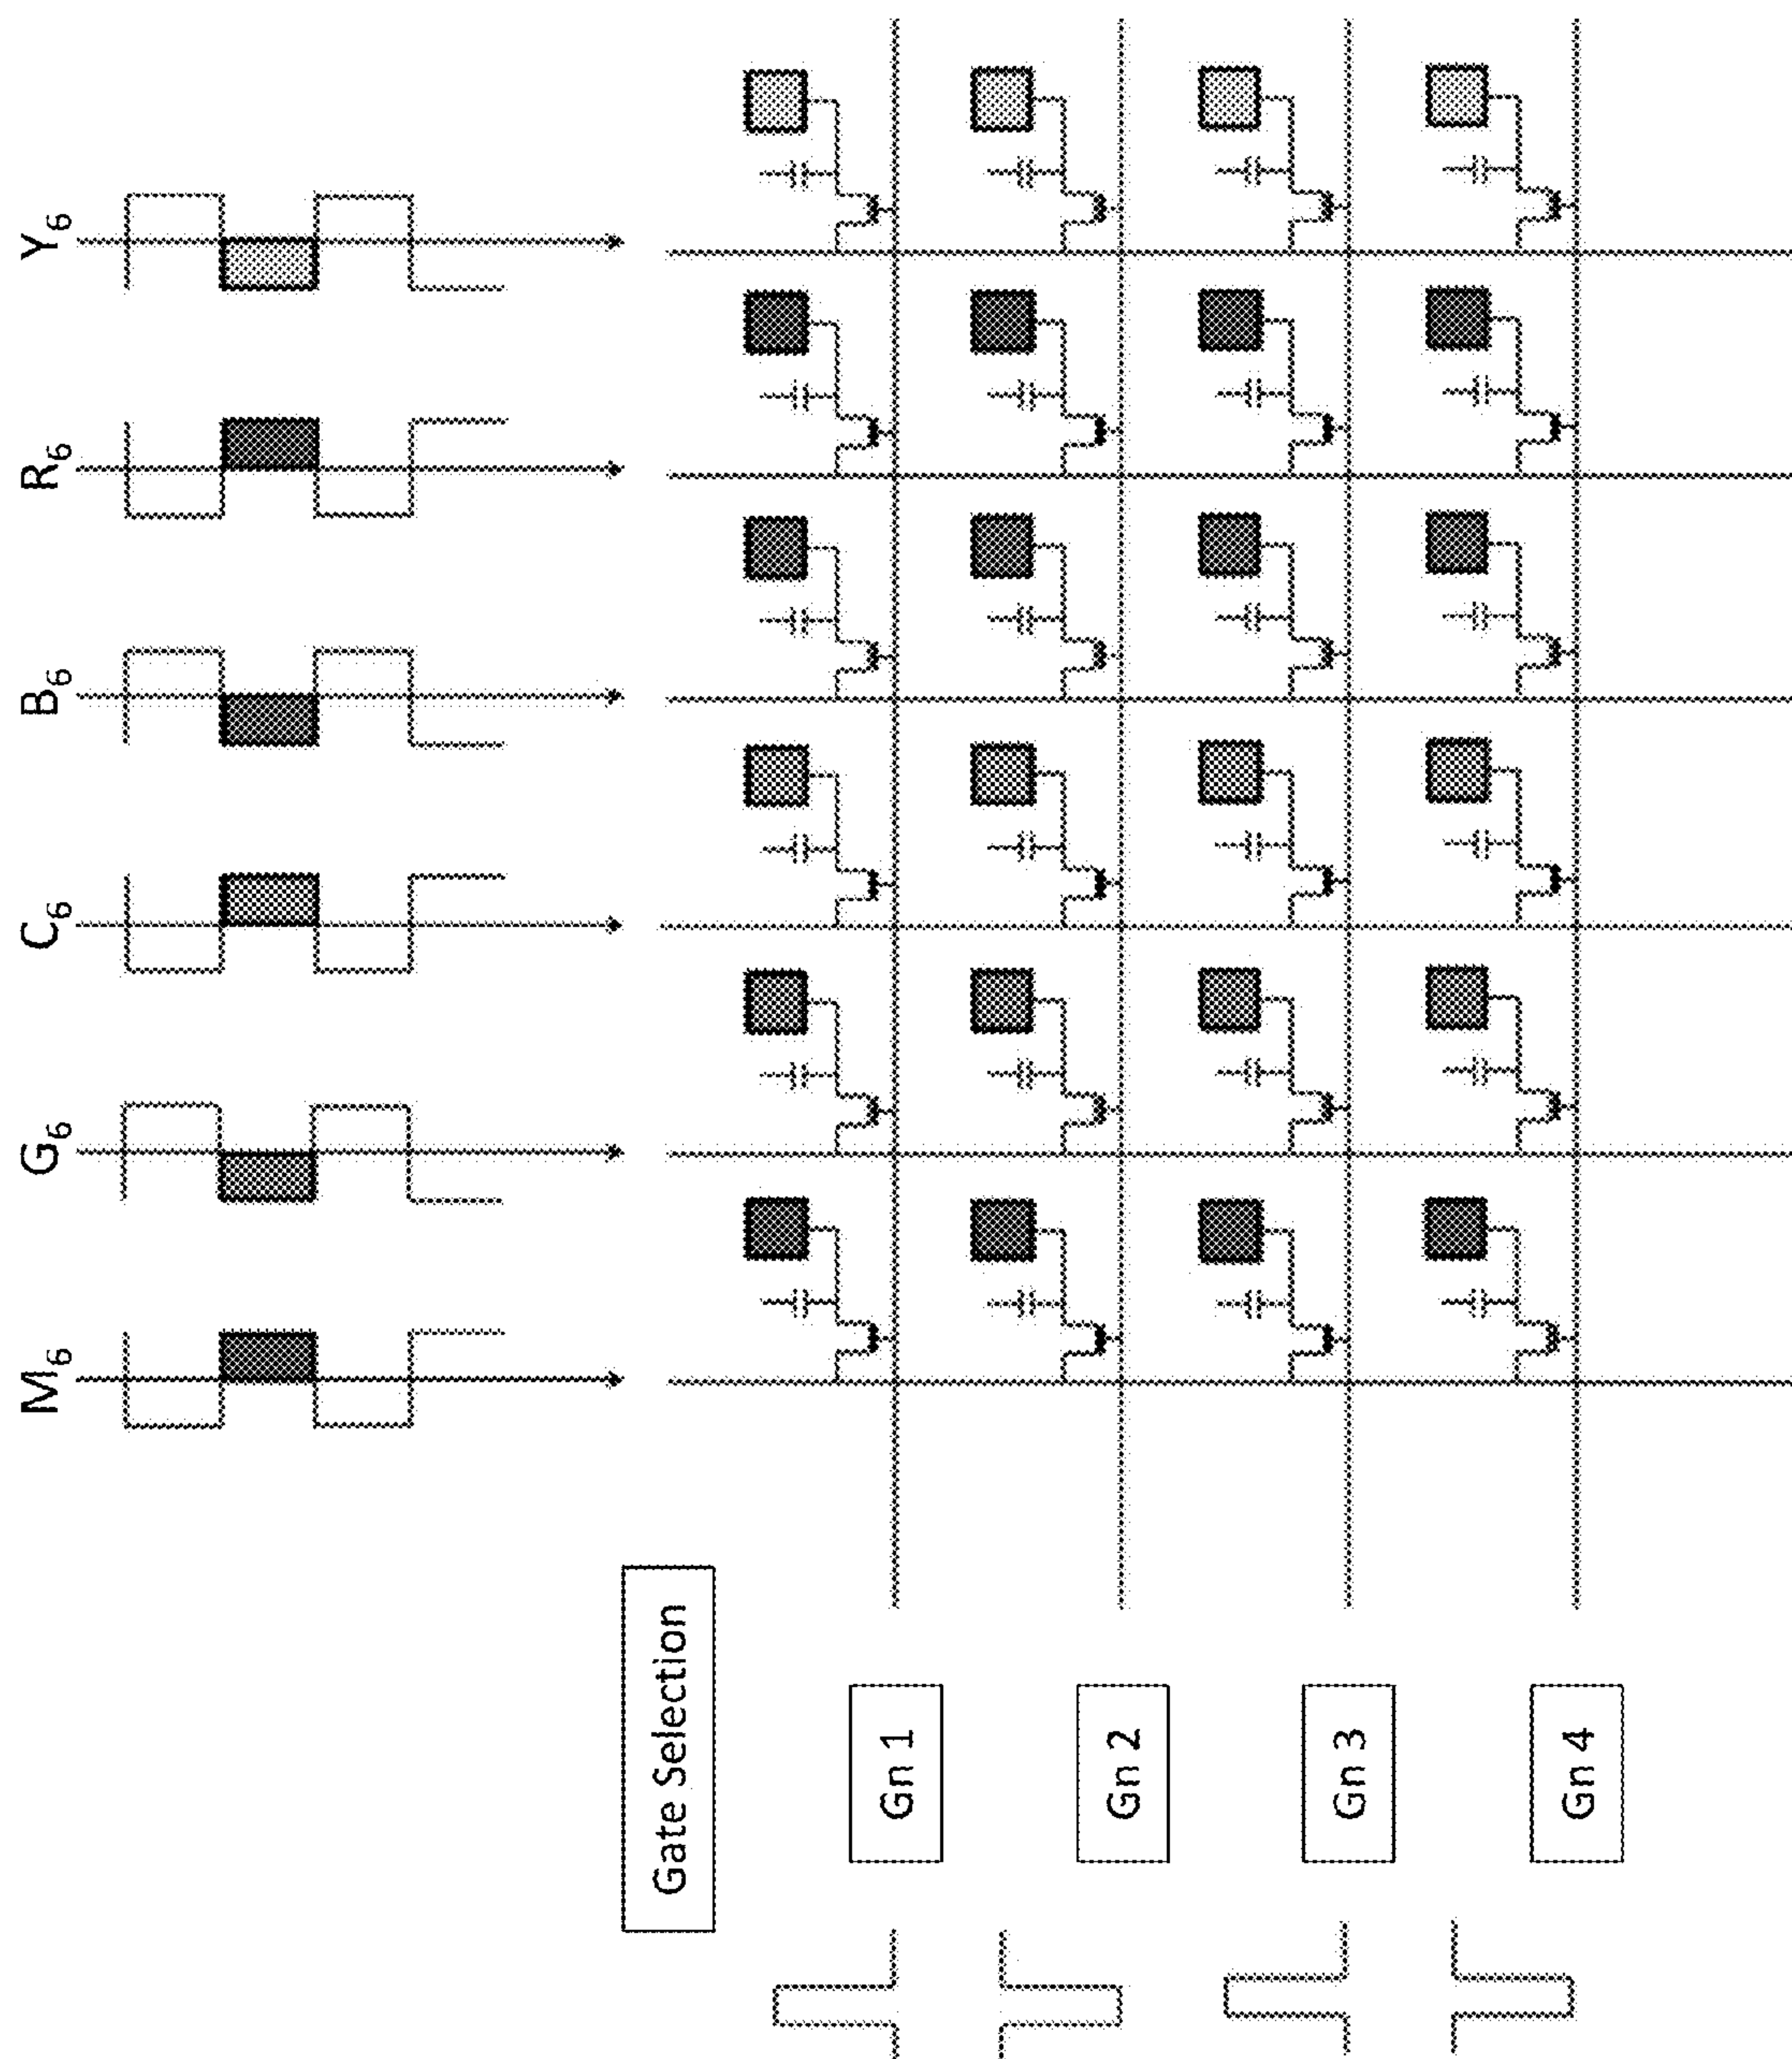 M₆ G₆ C₆ B₆ R₆ Y₆
Gate Selection
Gn 1
Gn 2
Gn 3
Gn 4